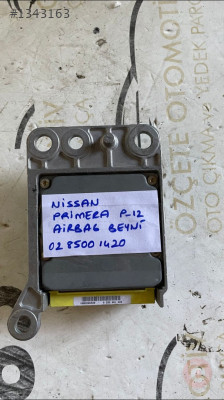 #1343163
NISSAN
PRiMERA P-12
AiRBAG BEYNi
02 8500 1420
ÖZÇETE OTOMOTİV
OTO ÇIKMA YEDEK PARÇA